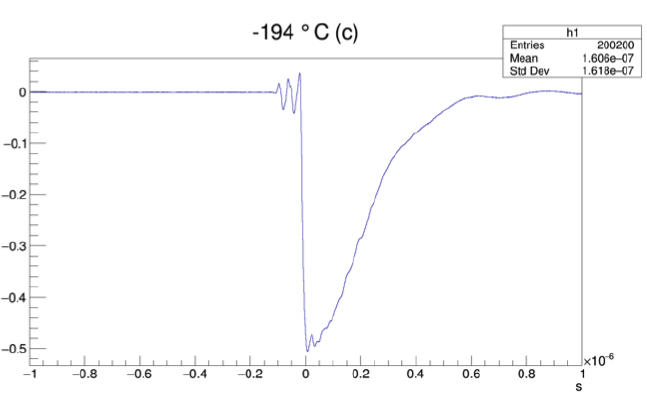 -194 °C (c)
h1
Entries 200200
Mean 1.606e-07
Std Dev 1.618e-07
0
-0.1
-0.2
-0.3
-0.4
-0.5
-1 -0.8 -0.6 -0.4 -0.2 0 0.2 0.4 0.6 0.8 1
×10⁻⁶
s